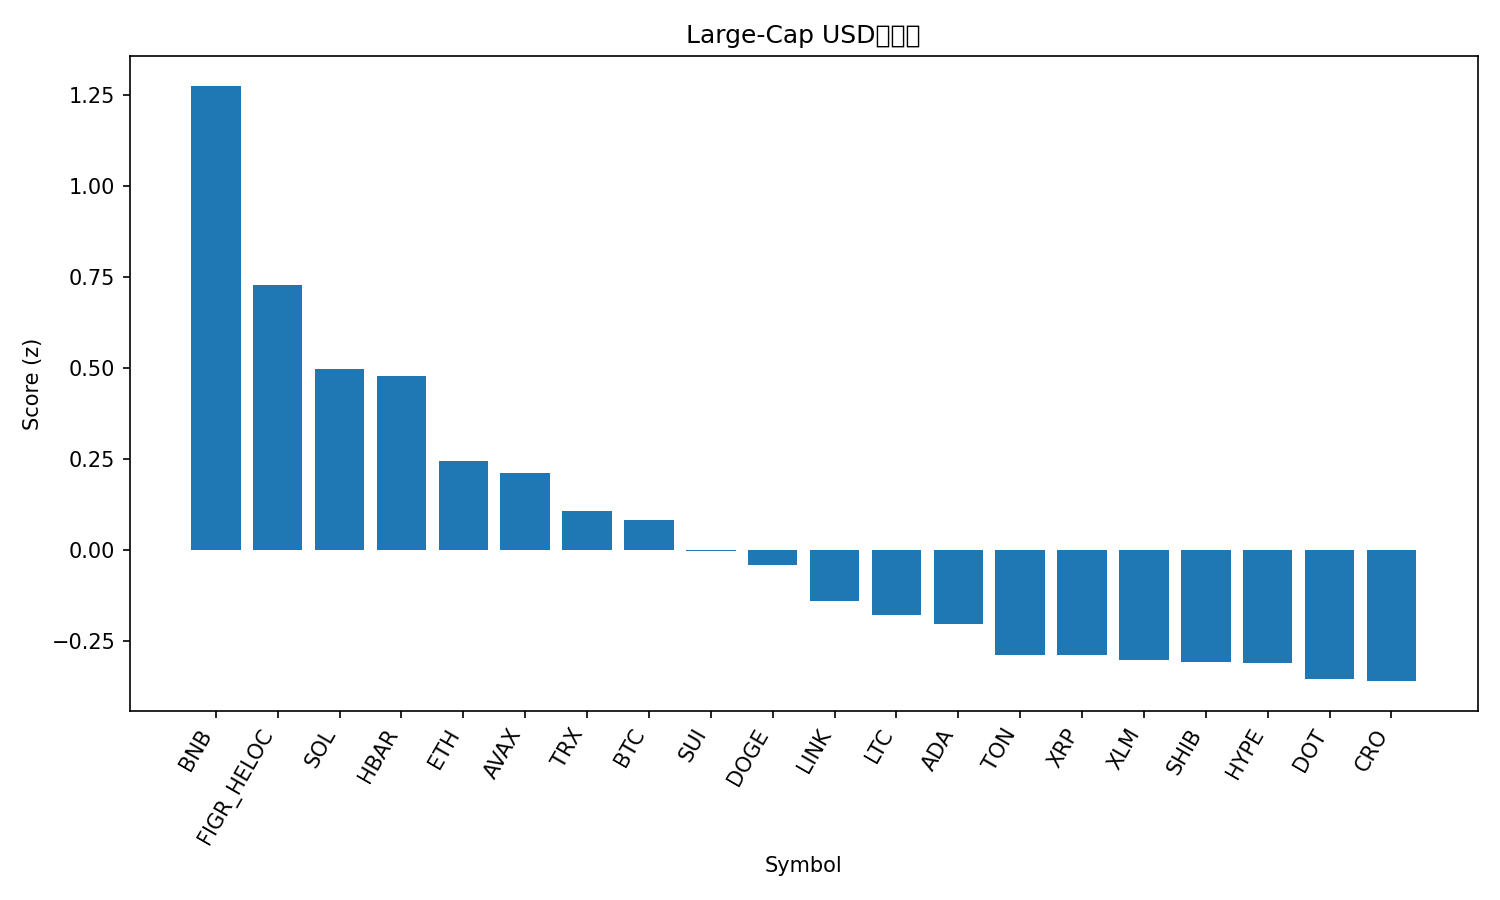 Large-Cap USD
Score (z)
1.25
1.00
0.75
0.50
0.25
0.00
−0.25
BNB
FIGR_HELOC
SOL
HBAR
ETH
AVAX
TRX
BTC
SUI
DOGE
LINK
LTC
ADA
TON
XRP
XLM
SHIB
HYPE
DOT
CRO
Symbol